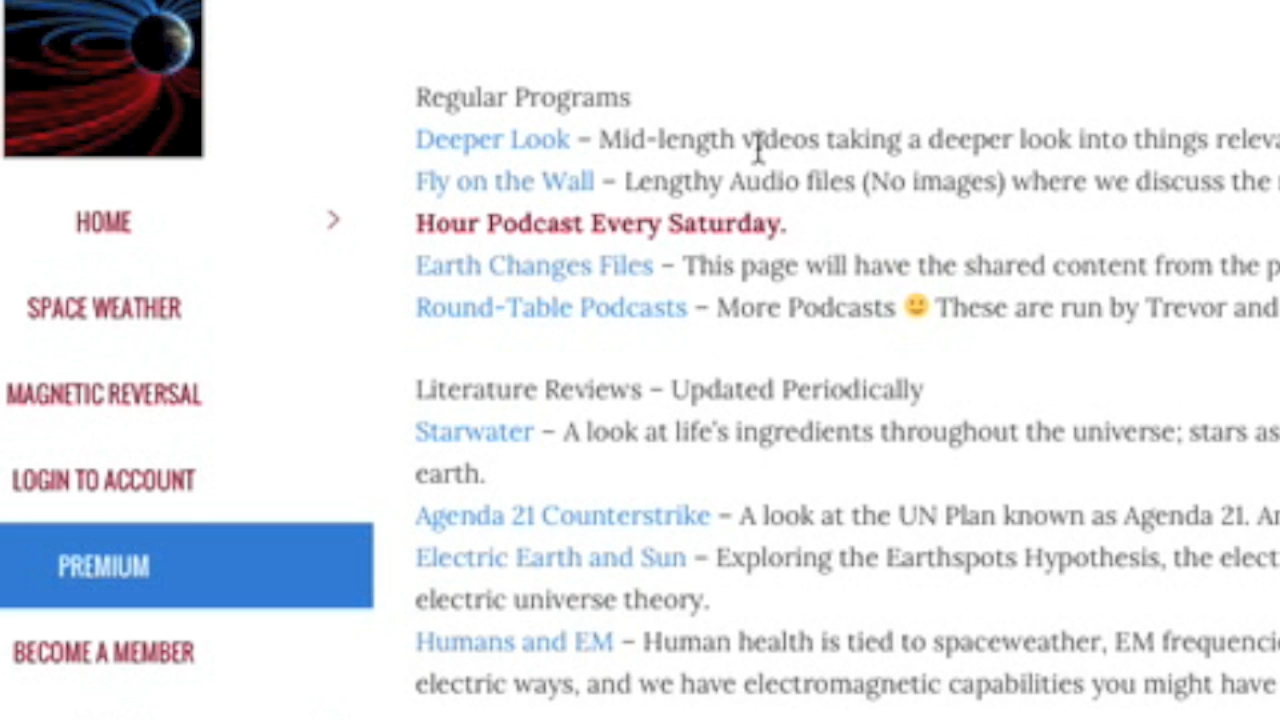 Regular Programs
Deeper Look – Mid-length videos taking a deeper look into things
Fly on the Wall – Lengthy Audio files (No images) where we discuss the
Hour Podcast Every Saturday.
Earth Changes Files – This page will have the shared content from the
Round-Table Podcasts – More Podcasts 🙂 These are run by Trevor and
Literature Reviews – Updated Periodically
Starwater – A look at life's ingredients throughout the universe; stars as
earth.
Agenda 21 Counterstrike – A look at the UN Plan known as Agenda 21.
Electric Earth and Sun – Exploring the Earthspots Hypothesis, the
electric universe theory.
Humans and EM – Human health is tied to spaceweather, EM
electric ways, and we have electromagnetic capabilities you might have
HOME >
SPACE WEATHER
MAGNETIC REVERSAL
LOGIN TO ACCOUNT
PREMIUM
BECOME A MEMBER